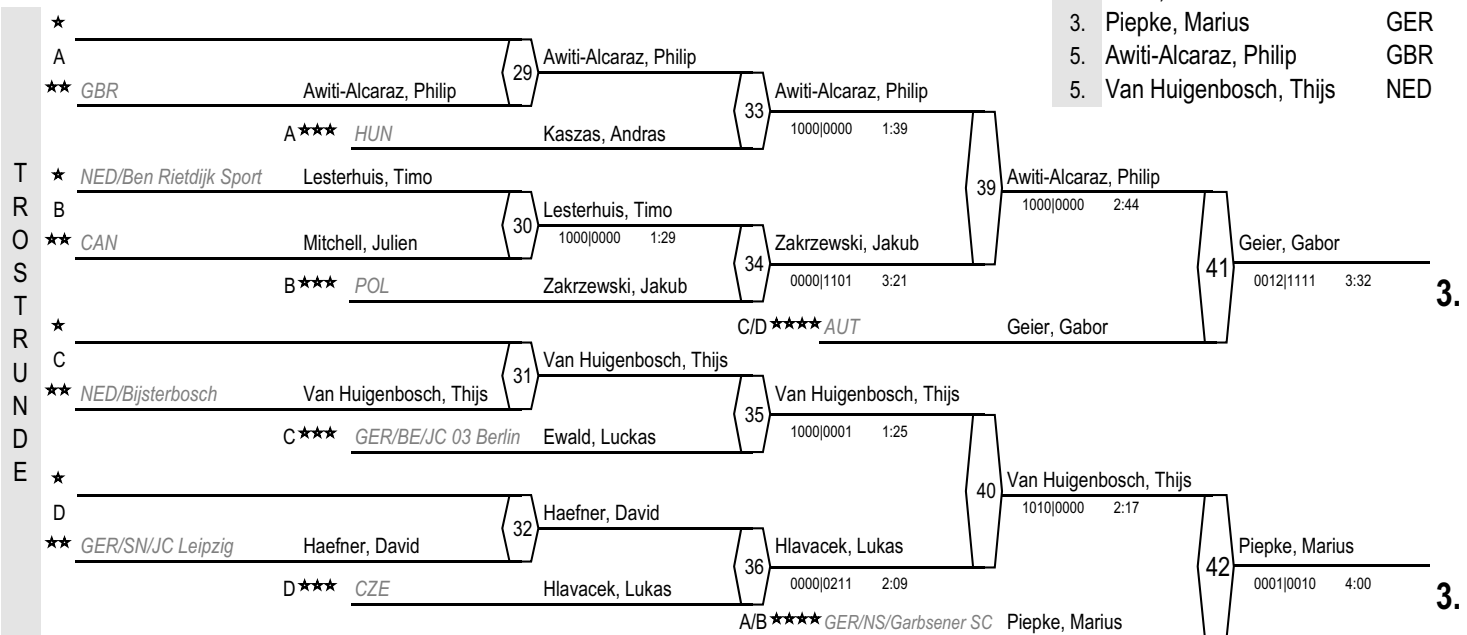 3. Piepke, Marius GER
5. Awiti-Alcaraz, Philip GBR
5. Van Huigenbosch, Thijs NED
TROSTRUNDE
A
29 Awiti-Alcaraz, Philip
GBR Awiti-Alcaraz, Philip
33 Awiti-Alcaraz, Philip
1000|0000 1:39
A HUN Kaszas, Andras
39 Awiti-Alcaraz, Philip
1000|0000 2:44
NED/Ben Rietdijk Sport Lesterhuis, Timo
B
30 Lesterhuis, Timo
1000|0000 1:29
CAN Mitchell, Julien
34 Zakrzewski, Jakub
0000|1101 3:21
B POL Zakrzewski, Jakub
41 Geier, Gabor
0012|1111 3:32
3.
C/D AUT Geier, Gabor
C
31 Van Huigenbosch, Thijs
NED/Bijsterbosch Van Huigenbosch, Thijs
35 Van Huigenbosch, Thijs
1000|0001 1:25
C GER/BE/JC 03 Berlin Ewald, Luckas
40 Van Huigenbosch, Thijs
1010|0000 2:17
D
32 Haefner, David
GER/SN/JC Leipzig Haefner, David
36 Hlavacek, Lukas
0000|0211 2:09
D CZE Hlavacek, Lukas
42 Piepke, Marius
0001|0010 4:00
3.
A/B GER/NS/Garbsener SC Piepke, Marius